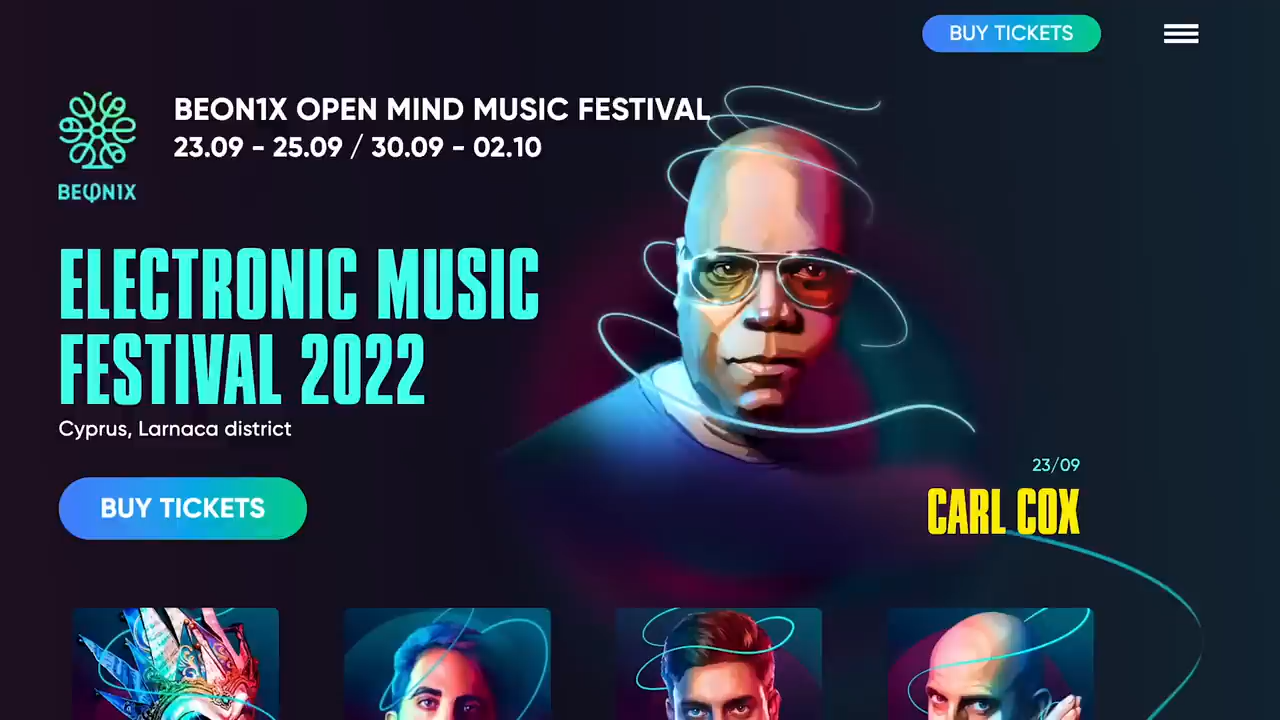 BUY TICKETS
BEON1X OPEN MIND MUSIC FESTIVAL
23.09 - 25.09 / 30.09 - 02.10
BEON1X
ELECTRONIC MUSIC
FESTIVAL 2022
Cyprus, Larnaca district
BUY TICKETS
23/09
CARL COX